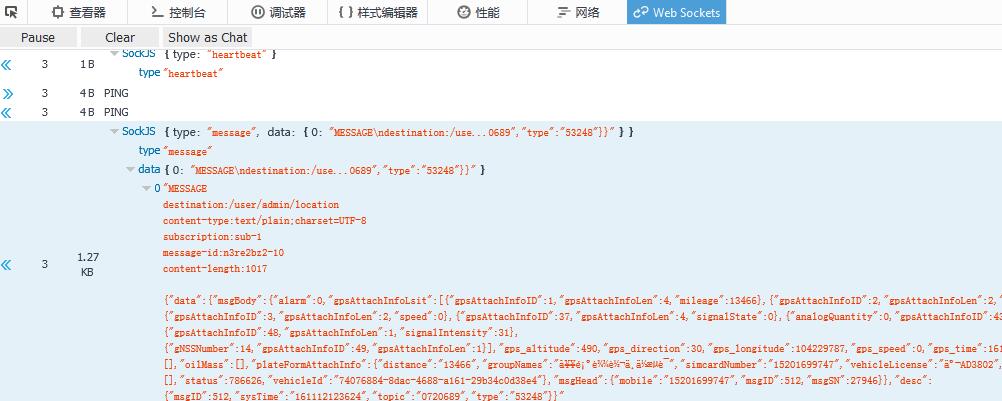 查看器 控制台 调试器 样式编辑器 性能 网络 Web Sockets
Pause Clear Show as Chat
3 1 B SockJS { type: "heartbeat" }
type "heartbeat"
3 4 B PING
3 4 B PING
SockJS { type: "message", data: { 0: "MESSAGE\ndestination:/use...0689","type":"53248"}}" } }
type "message"
data { 0: "MESSAGE\ndestination:/use...0689","type":"53248"}}" }
0 "MESSAGE
destination:/user/admin/location
content-type:text/plain;charset=UTF-8
subscription:sub-1
message-id:n3re2bz2-10
content-length:1017
3 1.27 KB
{"data":{"msgBody":{"alarm":0,"gpsAttachInfoLsit":[{"gpsAttachInfoID":1,"gpsAttachInfoLen":4,"mileage":13466},{"gpsAttachInfoID":2,"gpsAttachInfoLen":2,
{"gpsAttachInfoID":3,"gpsAttachInfoLen":2,"speed":0},{"gpsAttachInfoID":37,"gpsAttachInfoLen":4,"signalState":0},{"analogQuantity":0,"gpsAttachInfoID":43
{"gpsAttachInfoID":48,"gpsAttachInfoLen":1,"signalIntensity":31},
{"gNSSNumber":14,"gpsAttachInfoID":49,"gpsAttachInfoLen":1}],"gps_altitude":490,"gps_direction":30,"gps_longitude":104229787,"gps_speed":0,"gps_time":161
[],"oilMass":[],"plateFormAttachInfo":{"distance":"13466","groupNames":" ","simcardNumber":"15201699747","vehicleLicense":" AD3802",
[],"status":786626,"vehicleId":"74076884-8dac-4688-a161-29b34c0d38e4"},"msgHead":{"mobile":"15201699747","msgID":512,"msgSN":27946}},"desc":
{"msgID":512,"sysTime":"161112123624","topic":"0720689","type":"53248"}}"